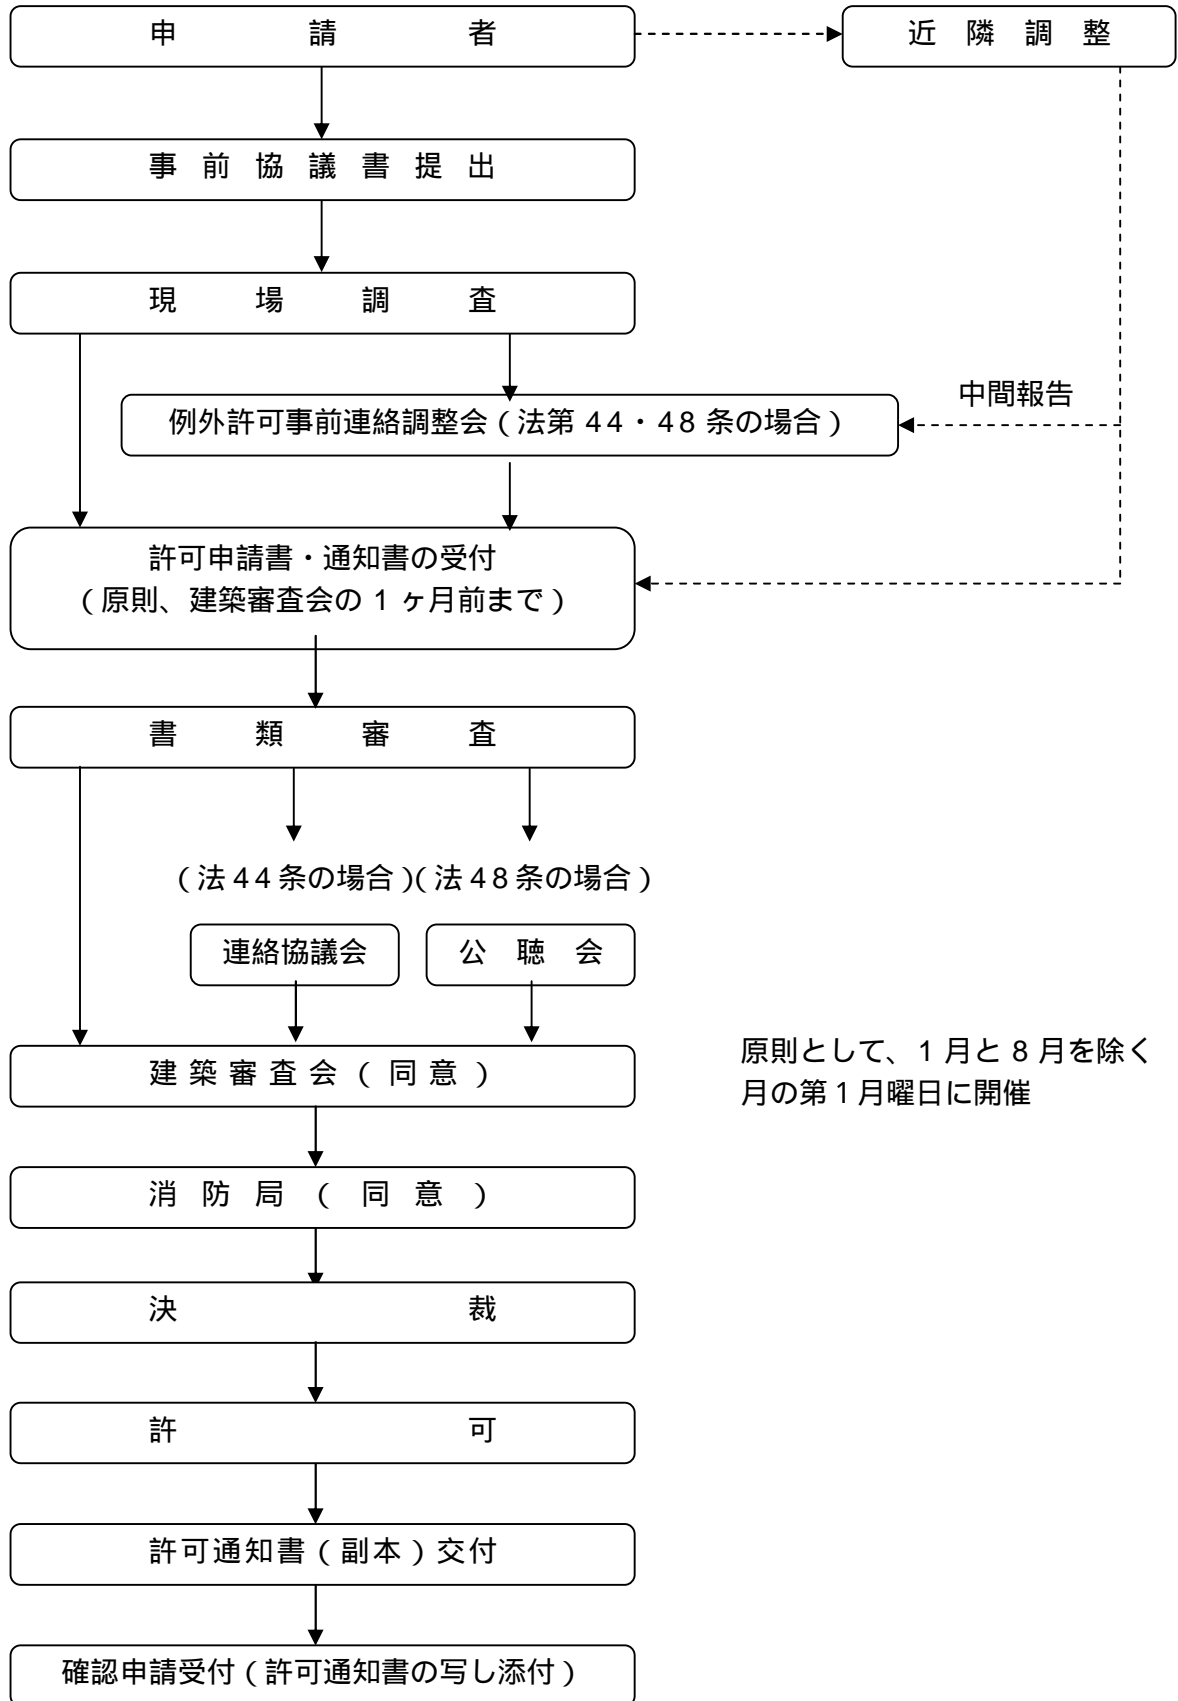 申請者
近隣調整
事前協議書提出
現場調査
中間報告
例外許可事前連絡調整会（法第44・48条の場合）
許可申請書・通知書の受付
（原則、建築審査会の1ヶ月前まで）
書類審査
（法44条の場合）（法48条の場合）
連絡協議会
公聴会
建築審査会（同意）
原則として、1月と8月を除く
月の第1月曜日に開催
消防局（同意）
決裁
許可
許可通知書（副本）交付
確認申請受付（許可通知書の写し添付）